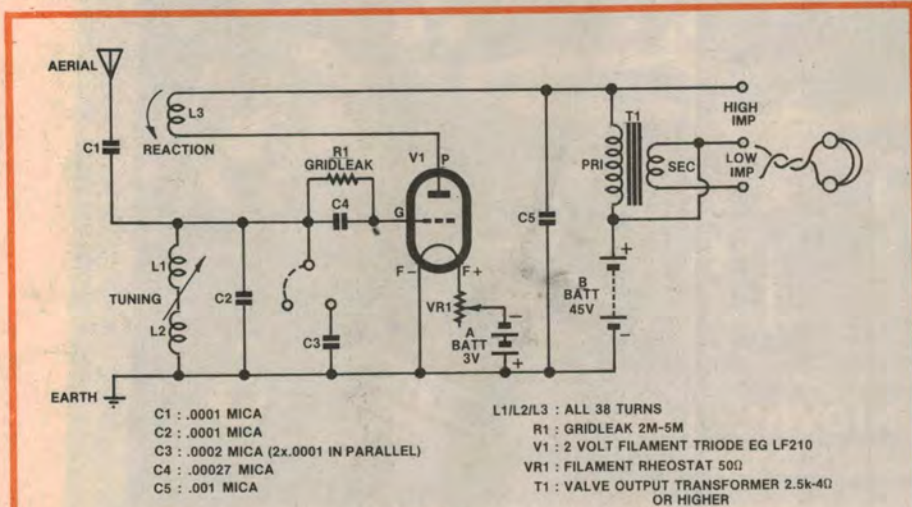 AERIAL
C1
L3
REACTION
R1
GRIDLEAK
V1
P
C4
G
F-
F+
VR1
A
BATT
3V
-
+
C5
T1
PRI
SEC
HIGH
IMP
LOW
IMP
+
B
BATT
45V
-
L1
TUNING
L2
C2
C3
EARTH
C1 : .0001 MICA
C2 : .0001 MICA
C3 : .0002 MICA (2x.0001 IN PARALLEL)
C4 : .00027 MICA
C5 : .001 MICA
L1/L2/L3 : ALL 38 TURNS
R1 : GRIDLEAK 2M-5M
V1 : 2 VOLT FILAMENT TRIODE EG LF210
VR1 : FILAMENT RHEOSTAT 50Ω
T1 : VALVE OUTPUT TRANSFORMER 2.5k-4Ω
OR HIGHER